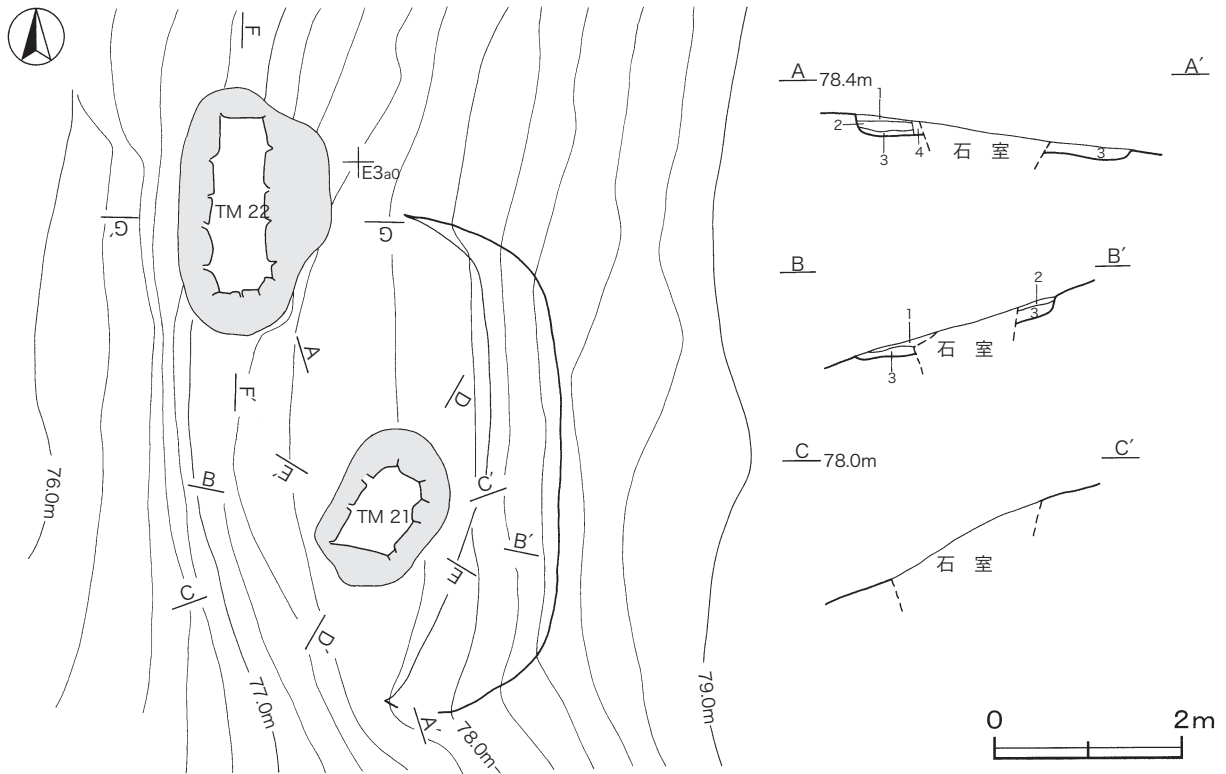 F
E3a0
TM 22
G′
G
A
D
F′
E′
C′
B
TM 21
76.0m
B′
E
C
D′
77.0m
A′
78.0m
79.0m
A 78.4m A′
1
2
3 4 石 室 3
B B′
2
1 3
石 室
3
C 78.0m C′
石 室
0 2m